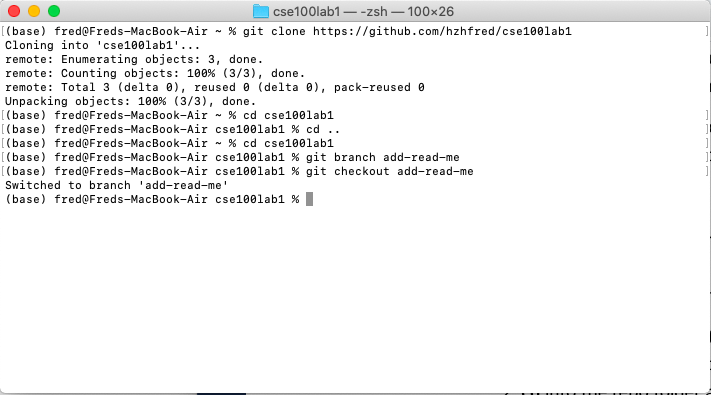 cse100lab1 — -zsh — 100×26
[(base) fred@Freds-MacBook-Air ~ % git clone https://github.com/hzhfred/cse100lab1 ]
Cloning into 'cse100lab1'...
remote: Enumerating objects: 3, done.
remote: Counting objects: 100% (3/3), done.
remote: Total 3 (delta 0), reused 0 (delta 0), pack-reused 0
Unpacking objects: 100% (3/3), done.
[(base) fred@Freds-MacBook-Air ~ % cd cse100lab1 ]
[(base) fred@Freds-MacBook-Air cse100lab1 % cd .. ]
[(base) fred@Freds-MacBook-Air ~ % cd cse100lab1 ]
[(base) fred@Freds-MacBook-Air cse100lab1 % git branch add-read-me ]
[(base) fred@Freds-MacBook-Air cse100lab1 % git checkout add-read-me ]
Switched to branch 'add-read-me'
(base) fred@Freds-MacBook-Air cse100lab1 %